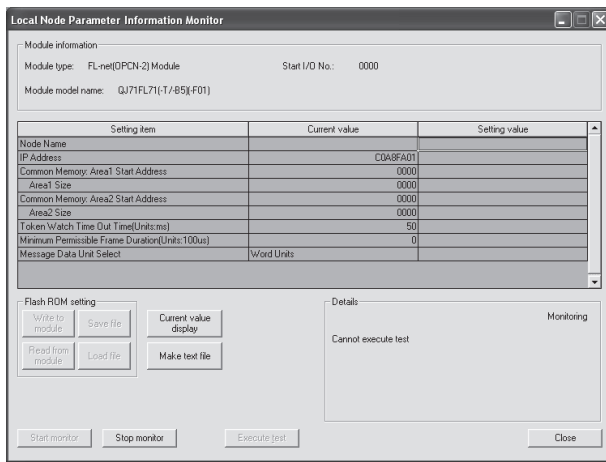 Local Node Parameter Information Monitor
Module information
Module type: FL-net(OPCN-2) Module Start I/O No.: 0000
Module model name: QJ71FL71(-T/-B5)(-F01)
Setting item Current value Setting value
Node Name
IP Address C0A8FA01
Common Memory: Area1 Start Address 0000
Area1 Size 0000
Common Memory: Area2 Start Address 0000
Area2 Size 0000
Token Watch Time Out Time(Units:ms) 50
Minimum Permissible Frame Duration(Units:100us) 0
Message Data Unit Select Word Units
Flash ROM setting
Write to module
Save file
Current value display
Read from module
Load file
Make text file
Details
Monitoring
Cannot execute test
Start monitor Stop monitor Execute test Close